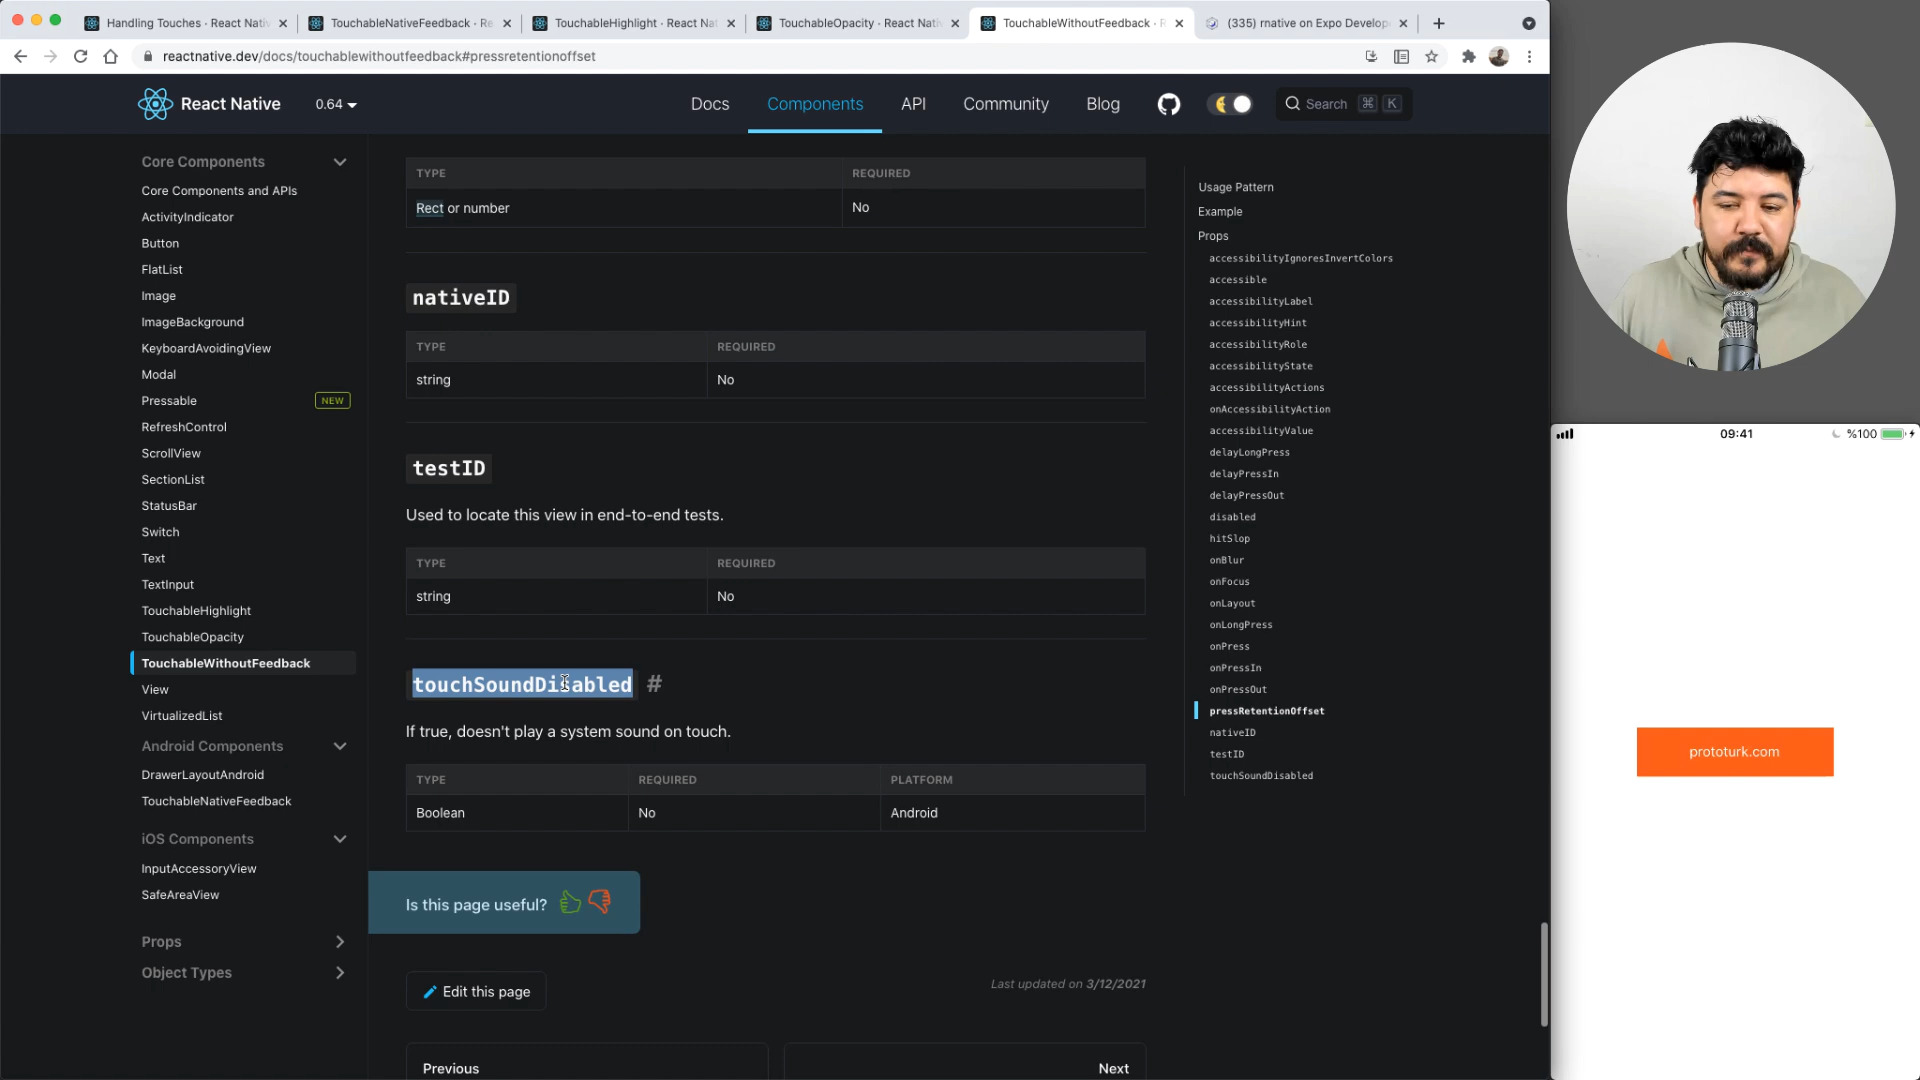 Handling Touches · React Nativ
TouchableNativeFeedback · Re
TouchableHighlight · React Nat
TouchableOpacity · React Nativ
TouchableWithoutFeedback · R
(335) rnative on Expo Develop
reactnative.dev/docs/touchablewithoutfeedback#pressretentionoffset
React Native
0.64
Docs
Components
API
Community
Blog
Search ⌘ K
Core Components
Core Components and APIs
ActivityIndicator
Button
FlatList
Image
ImageBackground
KeyboardAvoidingView
Modal
Pressable NEW
RefreshControl
ScrollView
SectionList
StatusBar
Switch
Text
TextInput
TouchableHighlight
TouchableOpacity
TouchableWithoutFeedback
View
VirtualizedList
Android Components
DrawerLayoutAndroid
TouchableNativeFeedback
iOS Components
InputAccessoryView
SafeAreaView
Props
Object Types
TYPE REQUIRED
Rect or number No
nativeID
TYPE REQUIRED
string No
testID
Used to locate this view in end-to-end tests.
TYPE REQUIRED
string No
touchSoundDisabled #
If true, doesn't play a system sound on touch.
TYPE REQUIRED PLATFORM
Boolean No Android
Is this page useful?
Edit this page
Last updated on 3/12/2021
Previous
Next
Usage Pattern
Example
Props
accessibilityIgnoresInvertColors
accessible
accessibilityLabel
accessibilityHint
accessibilityRole
accessibilityState
accessibilityActions
onAccessibilityAction
accessibilityValue
delayLongPress
delayPressIn
delayPressOut
disabled
hitSlop
onBlur
onFocus
onLayout
onLongPress
onPress
onPressIn
onPressOut
pressRetentionOffset
nativeID
testID
touchSoundDisabled
09:41
%100
prototurk.com